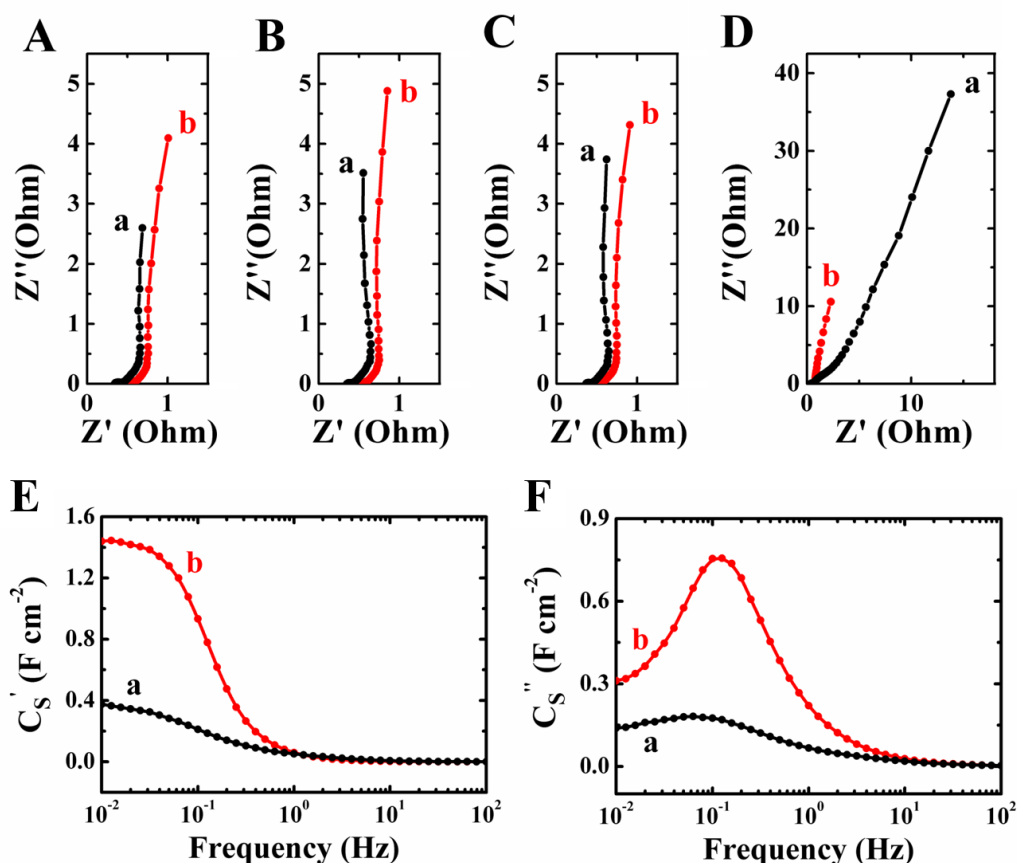 A
B
C
D
5
4
3
2
1
0
0
1
Z''(Ohm)
Z' (Ohm)
a
b
5
4
3
2
1
0
0
1
Z''(Ohm)
Z' (Ohm)
a
b
5
4
3
2
1
0
0
1
Z''(Ohm)
Z' (Ohm)
a
b
40
30
20
10
0
0
10
Z''(Ohm)
Z' (Ohm)
a
b
E
1.6
1.2
0.8
0.4
0.0
C_S' (F cm⁻²)
b
a
10⁻² 10⁻¹ 10⁰ 10¹ 10²
Frequency (Hz)
F
0.9
0.6
0.3
0.0
C_S'' (F cm⁻²)
b
a
10⁻² 10⁻¹ 10⁰ 10¹ 10²
Frequency (Hz)